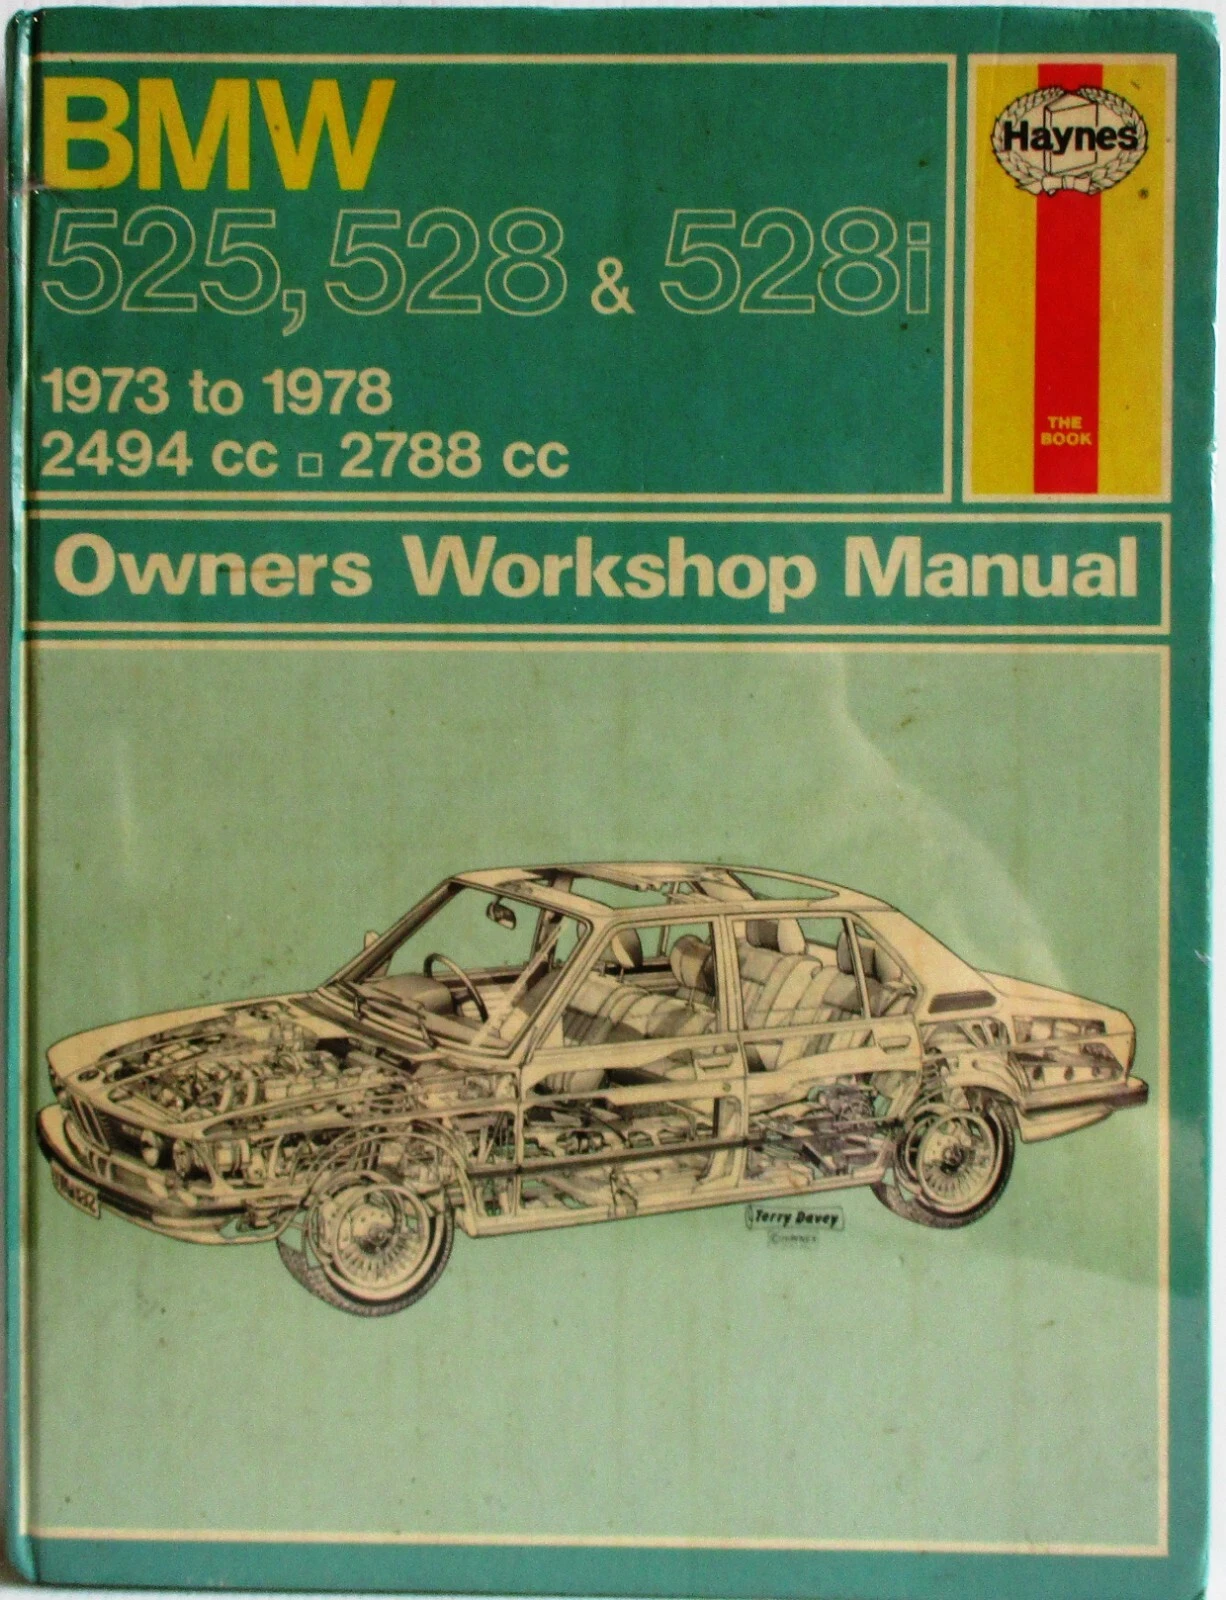 BMW
525, 528 & 528i
1973 to 1978
2494 cc □ 2788 cc
Haynes
®
THE
BOOK
Owners Workshop Manual
Terry Davey